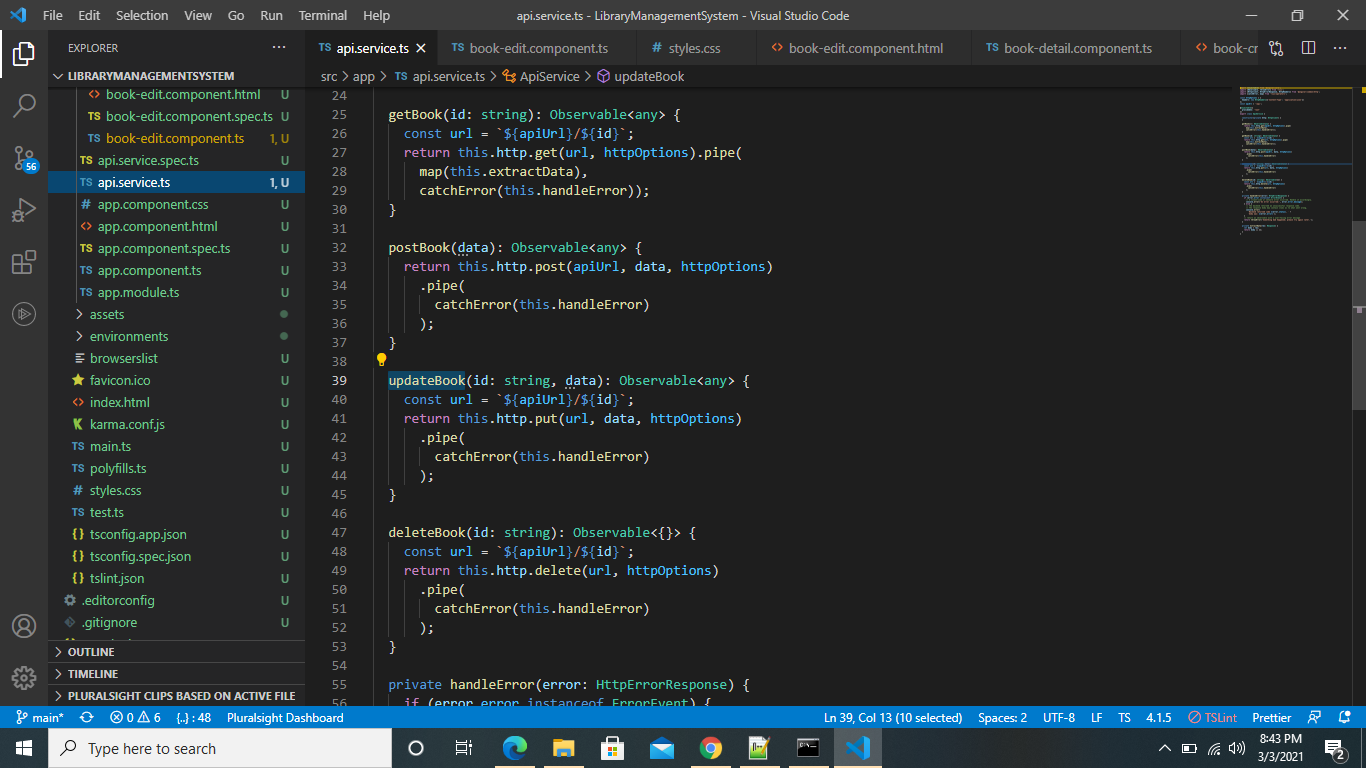 File Edit Selection View Go Run Terminal Help
api.service.ts - LibraryManagementSystem - Visual Studio Code
EXPLORER
LIBRARYMANAGEMENTSYSTEM
book-edit.component.html U
book-edit.component.spec.ts U
book-edit.component.ts 1, U
TS api.service.spec.ts U
TS api.service.ts 1, U
# app.component.css U
<> app.component.html U
TS app.component.spec.ts U
TS app.component.ts U
TS app.module.ts U
assets
environments
browserslist U
favicon.ico U
<> index.html U
karma.conf.js U
TS main.ts U
TS polyfills.ts U
# styles.css U
TS test.ts U
{} tsconfig.app.json U
{} tsconfig.spec.json U
{} tslint.json U
.editorconfig U
.gitignore U
OUTLINE
TIMELINE
PLURALSIGHT CLIPS BASED ON ACTIVE FILE
56
TS api.service.ts
TS book-edit.component.ts
# styles.css
<> book-edit.component.html
TS book-detail.component.ts
<> book-cr
src > app > TS api.service.ts > ApiService > updateBook
24
25 getBook(id: string): Observable<any> {
26 const url = `${apiUrl}/${id}`;
27 return this.http.get(url, httpOptions).pipe(
28 map(this.extractData),
29 catchError(this.handleError));
30 }
31
32 postBook(data): Observable<any> {
33 return this.http.post(apiUrl, data, httpOptions)
34 .pipe(
35 catchError(this.handleError)
36 );
37 }
38
39 updateBook(id: string, data): Observable<any> {
40 const url = `${apiUrl}/${id}`;
41 return this.http.put(url, data, httpOptions)
42 .pipe(
43 catchError(this.handleError)
44 );
45 }
46
47 deleteBook(id: string): Observable<{}> {
48 const url = `${apiUrl}/${id}`;
49 return this.http.delete(url, httpOptions)
50 .pipe(
51 catchError(this.handleError)
52 );
53 }
54
55 private handleError(error: HttpErrorResponse) {
56 if (error.error instanceof ErrorEvent) {
main* 0 6 {..} : 48 Pluralsight Dashboard
Ln 39, Col 13 (10 selected) Spaces: 2 UTF-8 LF TS 4.1.5 TSLint Prettier
Type here to search
8:43 PM
3/3/2021
2